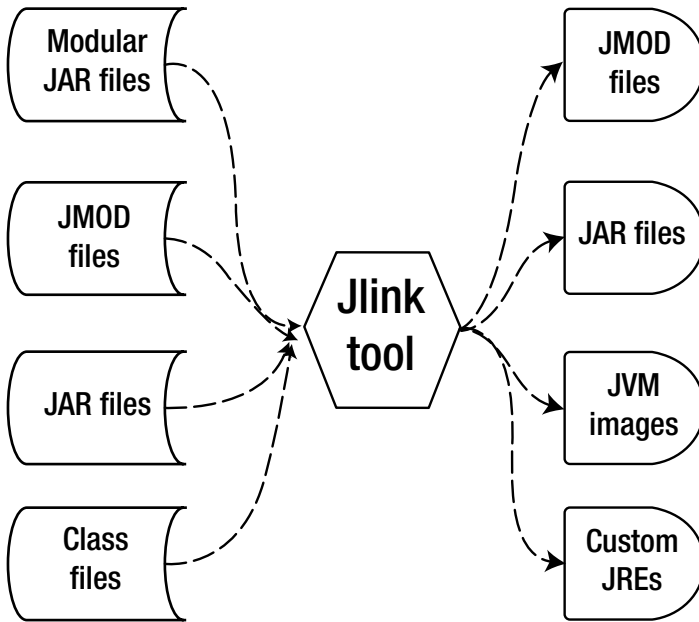 Modular
JAR files
JMOD
files
JAR files
Class
files
Jlink
tool
JMOD
files
JAR files
JVM
images
Custom
JREs